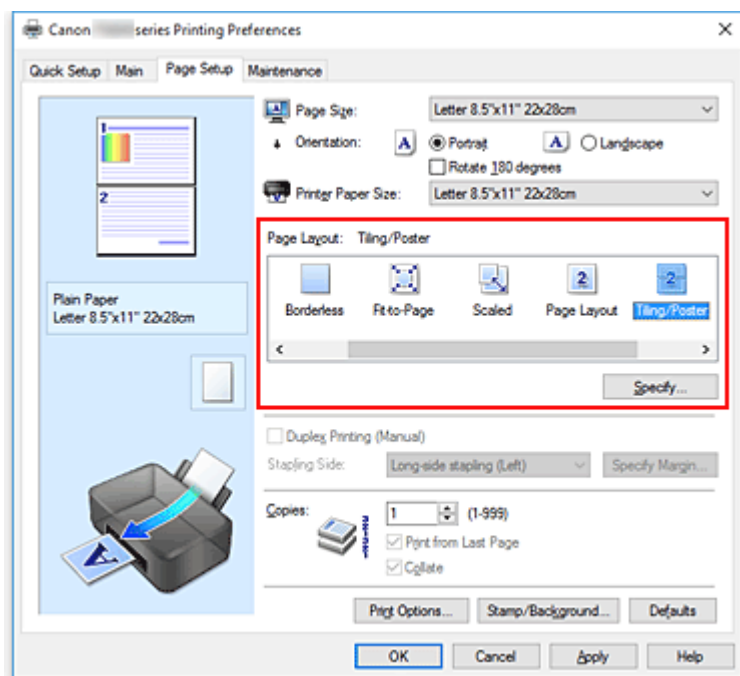 Canon series Printing Preferences
Quick Setup Main Page Setup Maintenance
1
2
Plain Paper
Letter 8.5"x11" 22x28cm
Page Size: Letter 8.5"x11" 22x28cm
Orientation: A Portrait A Landscape
Rotate 180 degrees
Printer Paper Size: Letter 8.5"x11" 22x28cm
Page Layout: Tiling/Poster
2 2
Borderless Fit-to-Page Scaled Page Layout Tiling/Poster
Specify...
Duplex Printing (Manual)
Stapling Side: Long-side stapling (Left) Specify Margin...
Copies: 1 (1-999)
Print from Last Page
Collate
A
Print Options... Stamp/Background... Defaults
OK Cancel Apply Help